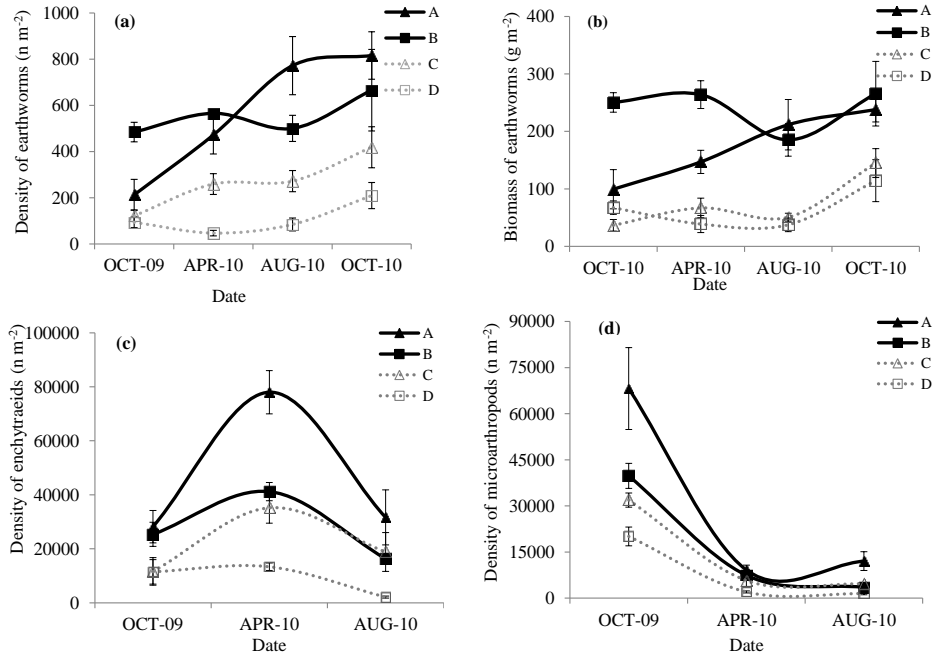 (a)
A
B
C
D
Density of earthworms (n m-2)
1000
800
600
400
200
0
OCT-09 APR-10 AUG-10 OCT-10
Date
(b)
A
B
C
D
Biomass of earthworms (g m-2)
400
300
200
100
0
OCT-10 APR-10 AUG-10 OCT-10
Date
(c)
A
B
C
D
Density of enchytraeids (n m-2)
100000
80000
60000
40000
20000
0
OCT-09 APR-10 AUG-10
Date
(d)
A
B
C
D
Density of microarthropods (n m-2)
90000
75000
60000
45000
30000
15000
0
OCT-09 APR-10 AUG-10
Date